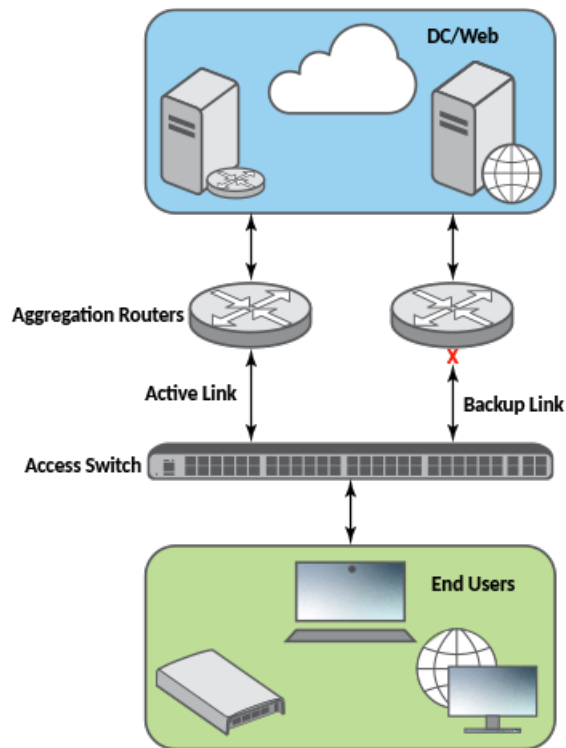 DC/Web
Aggregation Routers
X
Active Link
Backup Link
Access Switch
End Users